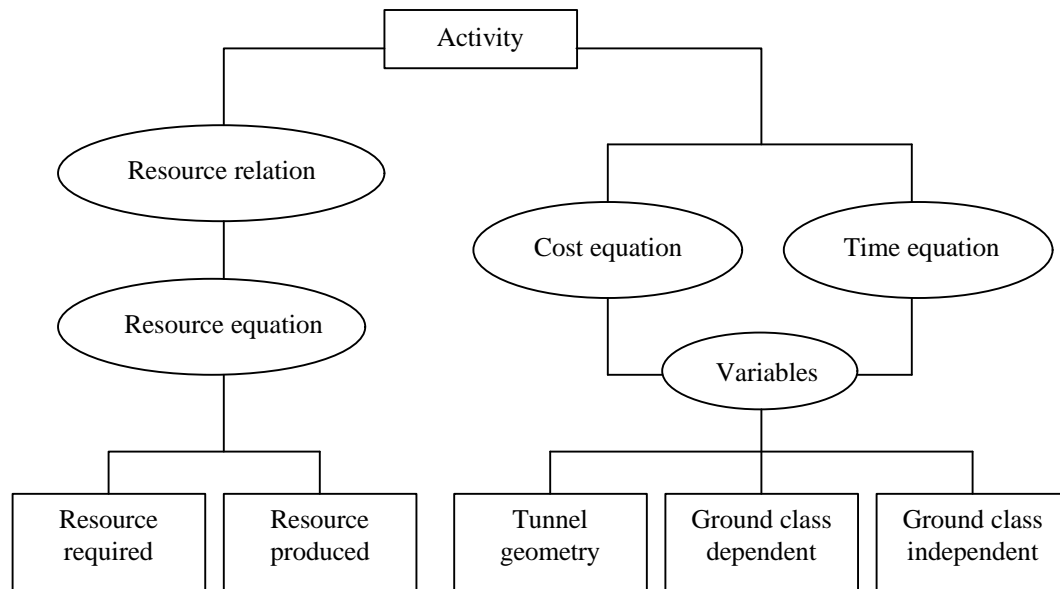 Activity
Resource relation
Cost equation
Time equation
Resource equation
Variables
Resource
required
Resource
produced
Tunnel
geometry
Ground class
dependent
Ground class
independent